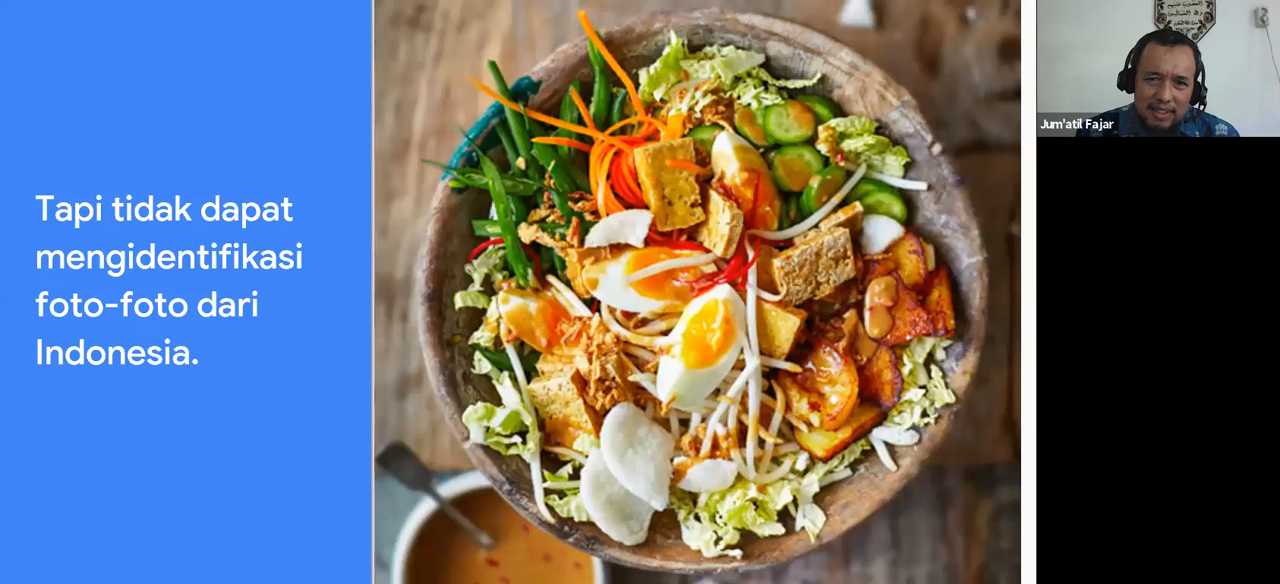 Tapi tidak dapat
mengidentifikasi
foto-foto dari
Indonesia.
Jum'atil Fajar